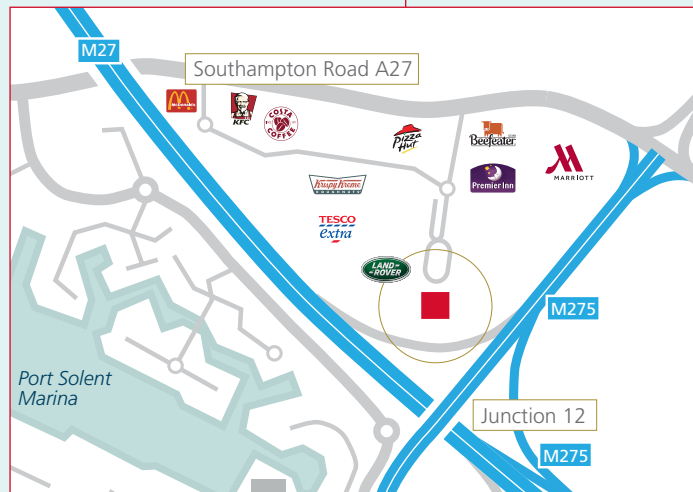 M27
Southampton Road A27
McDonald's
KFC
COSTA
COFFEE
Pizza
Hut
Beefeater
Premier Inn
MARRIOTT
Krispy Kreme
DOUGHNUTS
TESCO
extra
LAND-
ROVER
M275
Port Solent
Marina
Junction 12
M275